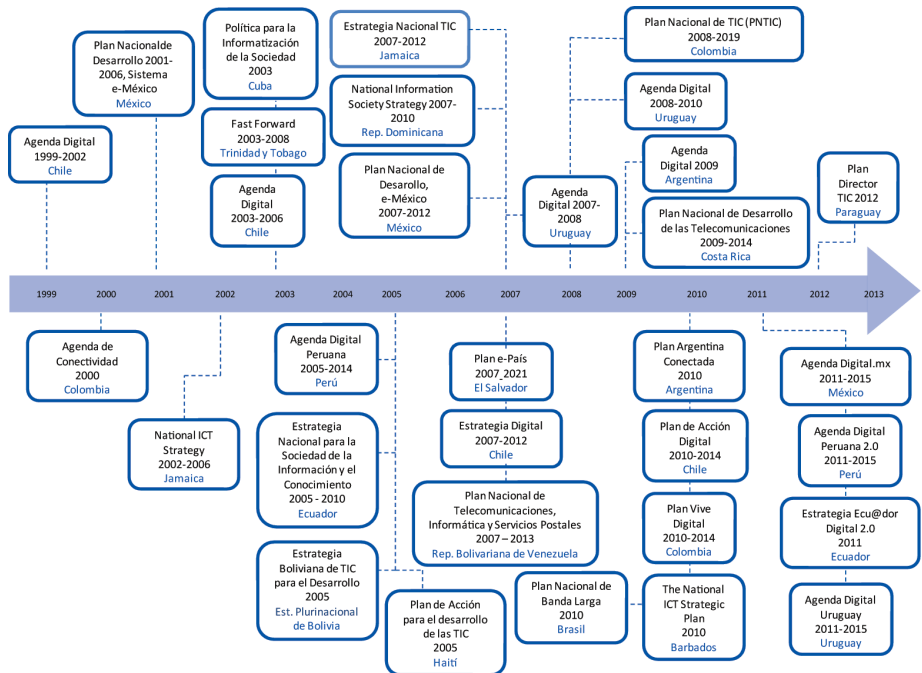 Agenda Digital
1999-2002
Chile
Plan Nacionalde
Desarrollo 2001-
2006, Sistema
e-México
México
Política para la
Informatización
de la Sociedad
2003
Cuba
Fast Forward
2003-2008
Trinidad y Tobago
Agenda
Digital
2003-2006
Chile
Estrategia Nacional TIC
2007-2012
Jamaica
National Information
Society Strategy 2007-
2010
Rep. Dominicana
Plan Nacional de
Desarollo,
e-México
2007-2012
México
Agenda
Digital 2007-
2008
Uruguay
Plan Nacional de TIC (PNTIC)
2008-2019
Colombia
Agenda Digital
2008-2010
Uruguay
Agenda
Digital 2009
Argentina
Plan Nacional de Desarrollo
de las Telecomunicaciones
2009-2014
Costa Rica
Plan
Director
TIC 2012
Paraguay
1999 2000 2001 2002 2003 2004 2005 2006 2007 2008 2009 2010 2011 2012 2013
Agenda de
Conectividad
2000
Colombia
National ICT
Strategy
2002-2006
Jamaica
Agenda Digital
Peruana
2005-2014
Perú
Estrategia
Nacional para la
Sociedad de la
Información y el
Conocimiento
2005 - 2010
Ecuador
Estrategia
Boliviana de TIC
para el Desarrollo
2005
Est. Plurinacional
de Bolivia
Plan de Acción
para el desarrollo
de las TIC
2005
Haití
Plan e-País
2007_2021
El Salvador
Estrategia Digital
2007-2012
Chile
Plan Nacional de
Telecomunicaciones,
Informática y Servicios Postales
2007 – 2013
Rep. Bolivariana de Venezuela
Plan Nacional de
Banda Larga
2010
Brasil
Plan Argentina
Conectada
2010
Argentina
Plan de Acción
Digital
2010-2014
Chile
Plan Vive
Digital
2010-2014
Colombia
The National
ICT Strategic
Plan
2010
Barbados
Agenda Digital.mx
2011-2015
México
Agenda Digital
Peruana 2.0
2011-2015
Perú
Estrategia Ecu@dor
Digital 2.0
2011
Ecuador
Agenda Digital
Uruguay
2011-2015
Uruguay